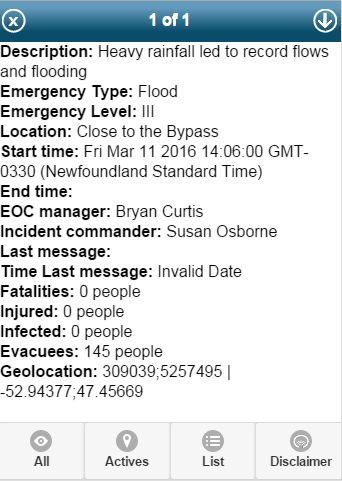 1 of 1
Description: Heavy rainfall led to record flows
and flooding
Emergency Type: Flood
Emergency Level: III
Location: Close to the Bypass
Start time: Fri Mar 11 2016 14:06:00 GMT-
0330 (Newfoundland Standard Time)
End time:
EOC manager: Bryan Curtis
Incident commander: Susan Osborne
Last message:
Time Last message: Invalid Date
Fatalities: 0 people
Injured: 0 people
Infected: 0 people
Evacuees: 145 people
Geolocation: 309039;5257495 |
-52.94377;47.45669
All Actives List Disclaimer